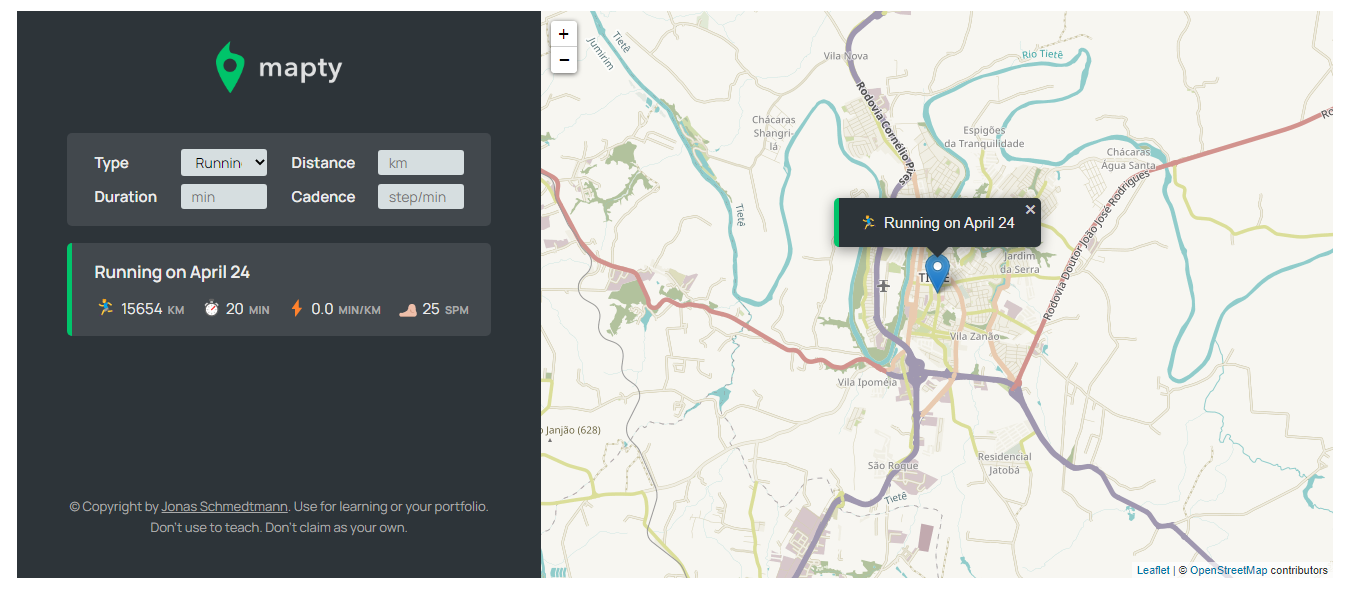 mapty
Type
Runnin
Distance
km
Duration
min
Cadence
step/min
Running on April 24
15654 KM
20 MIN
0.0 MIN/KM
25 SPM
© Copyright by Jonas Schmedtmann. Use for learning or your portfolio.
Don't use to teach. Don't claim as your own.
+
−
Tietê
Jumirim
Vila Nova
Rio Tietê
Rodovia Cornélio Pires
Chácaras
Shangri-
lá
Espigões
da Tranquilidade
Chácaras
Água Santa
Ro
Rodovia Doutor João José Rodrigues
Tietê
Running on April 24
×
Jardim
da Serra
Vila Zanão
Vila Ipoméia
o Janjão (628)
São Roque
Residencial
Jatobá
Tietê
Leaflet | © OpenStreetMap contributors